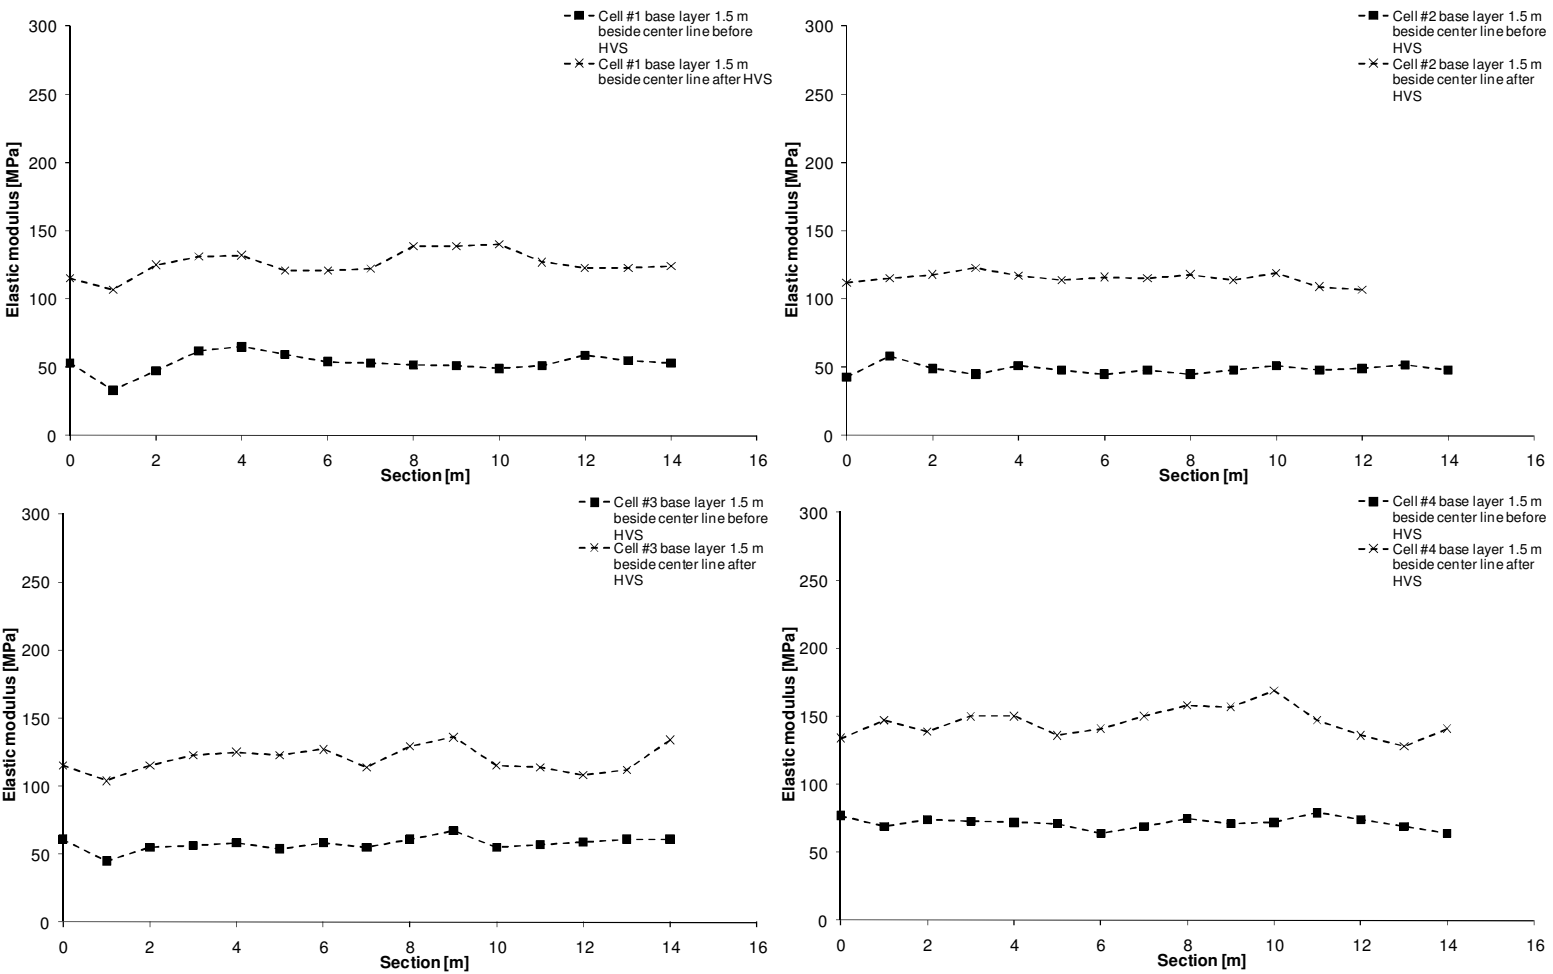 Cell #1 base layer 1.5 m
beside center line before
HVS
Cell #1 base layer 1.5 m
beside center line after HVS
300
250
200
150
100
50
0
Elastic modulus [MPa]
0 2 4 6 8 10 12 14 16
Section [m]
Cell #2 base layer 1.5 m
beside center line before
HVS
Cell #2 base layer 1.5 m
beside center line after
HVS
300
250
200
150
100
50
0
Elastic modulus [MPa]
0 2 4 6 8 10 12 14 16
Section [m]
Cell #3 base layer 1.5 m
beside center line before
HVS
Cell #3 base layer 1.5 m
beside center line after
HVS
300
250
200
150
100
50
0
Elastic modulus [MPa]
0 2 4 6 8 10 12 14 16
Section [m]
Cell #4 base layer 1.5 m
beside center line before
HVS
Cell #4 base layer 1.5 m
beside center line after
HVS
300
250
200
150
100
50
0
Elastic modulus [MPa]
0 2 4 6 8 10 12 14 16
Section [m]